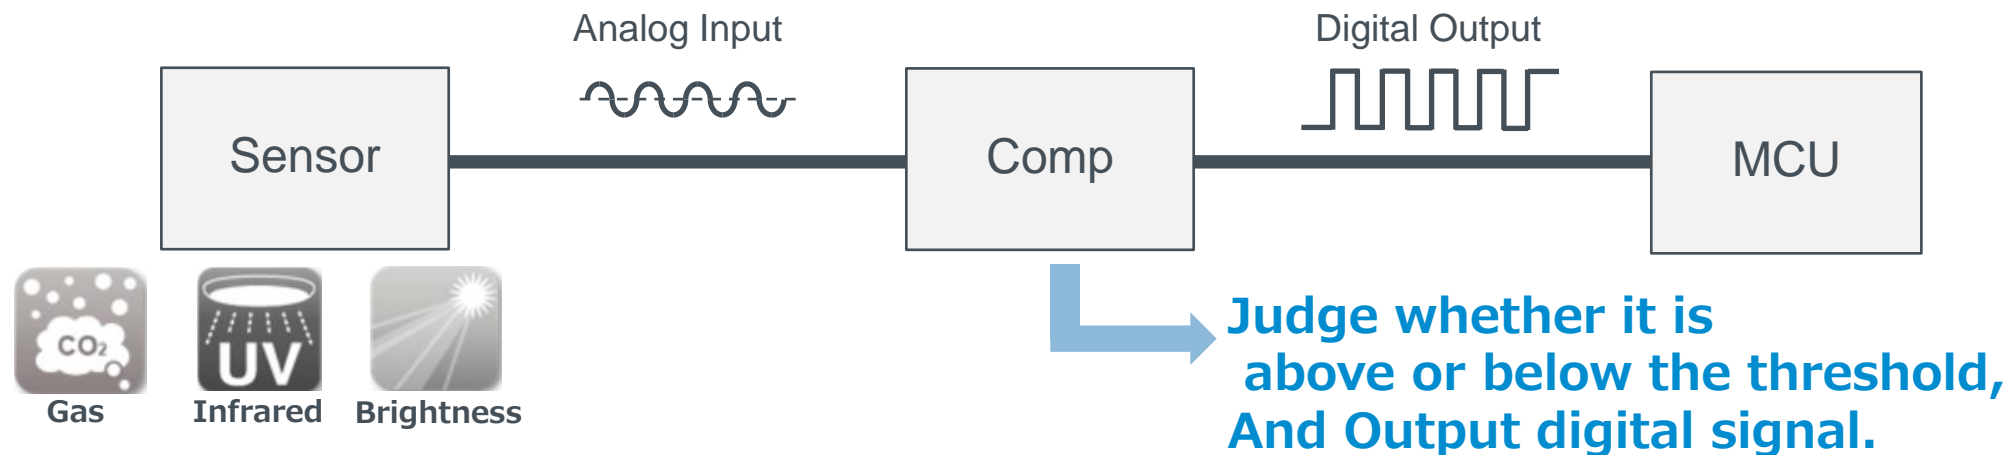 Analog Input
Digital Output
Sensor
Comp
MCU
CO₂
UV
Gas
Infrared
Brightness
Judge whether it is
above or below the threshold,
And Output digital signal.